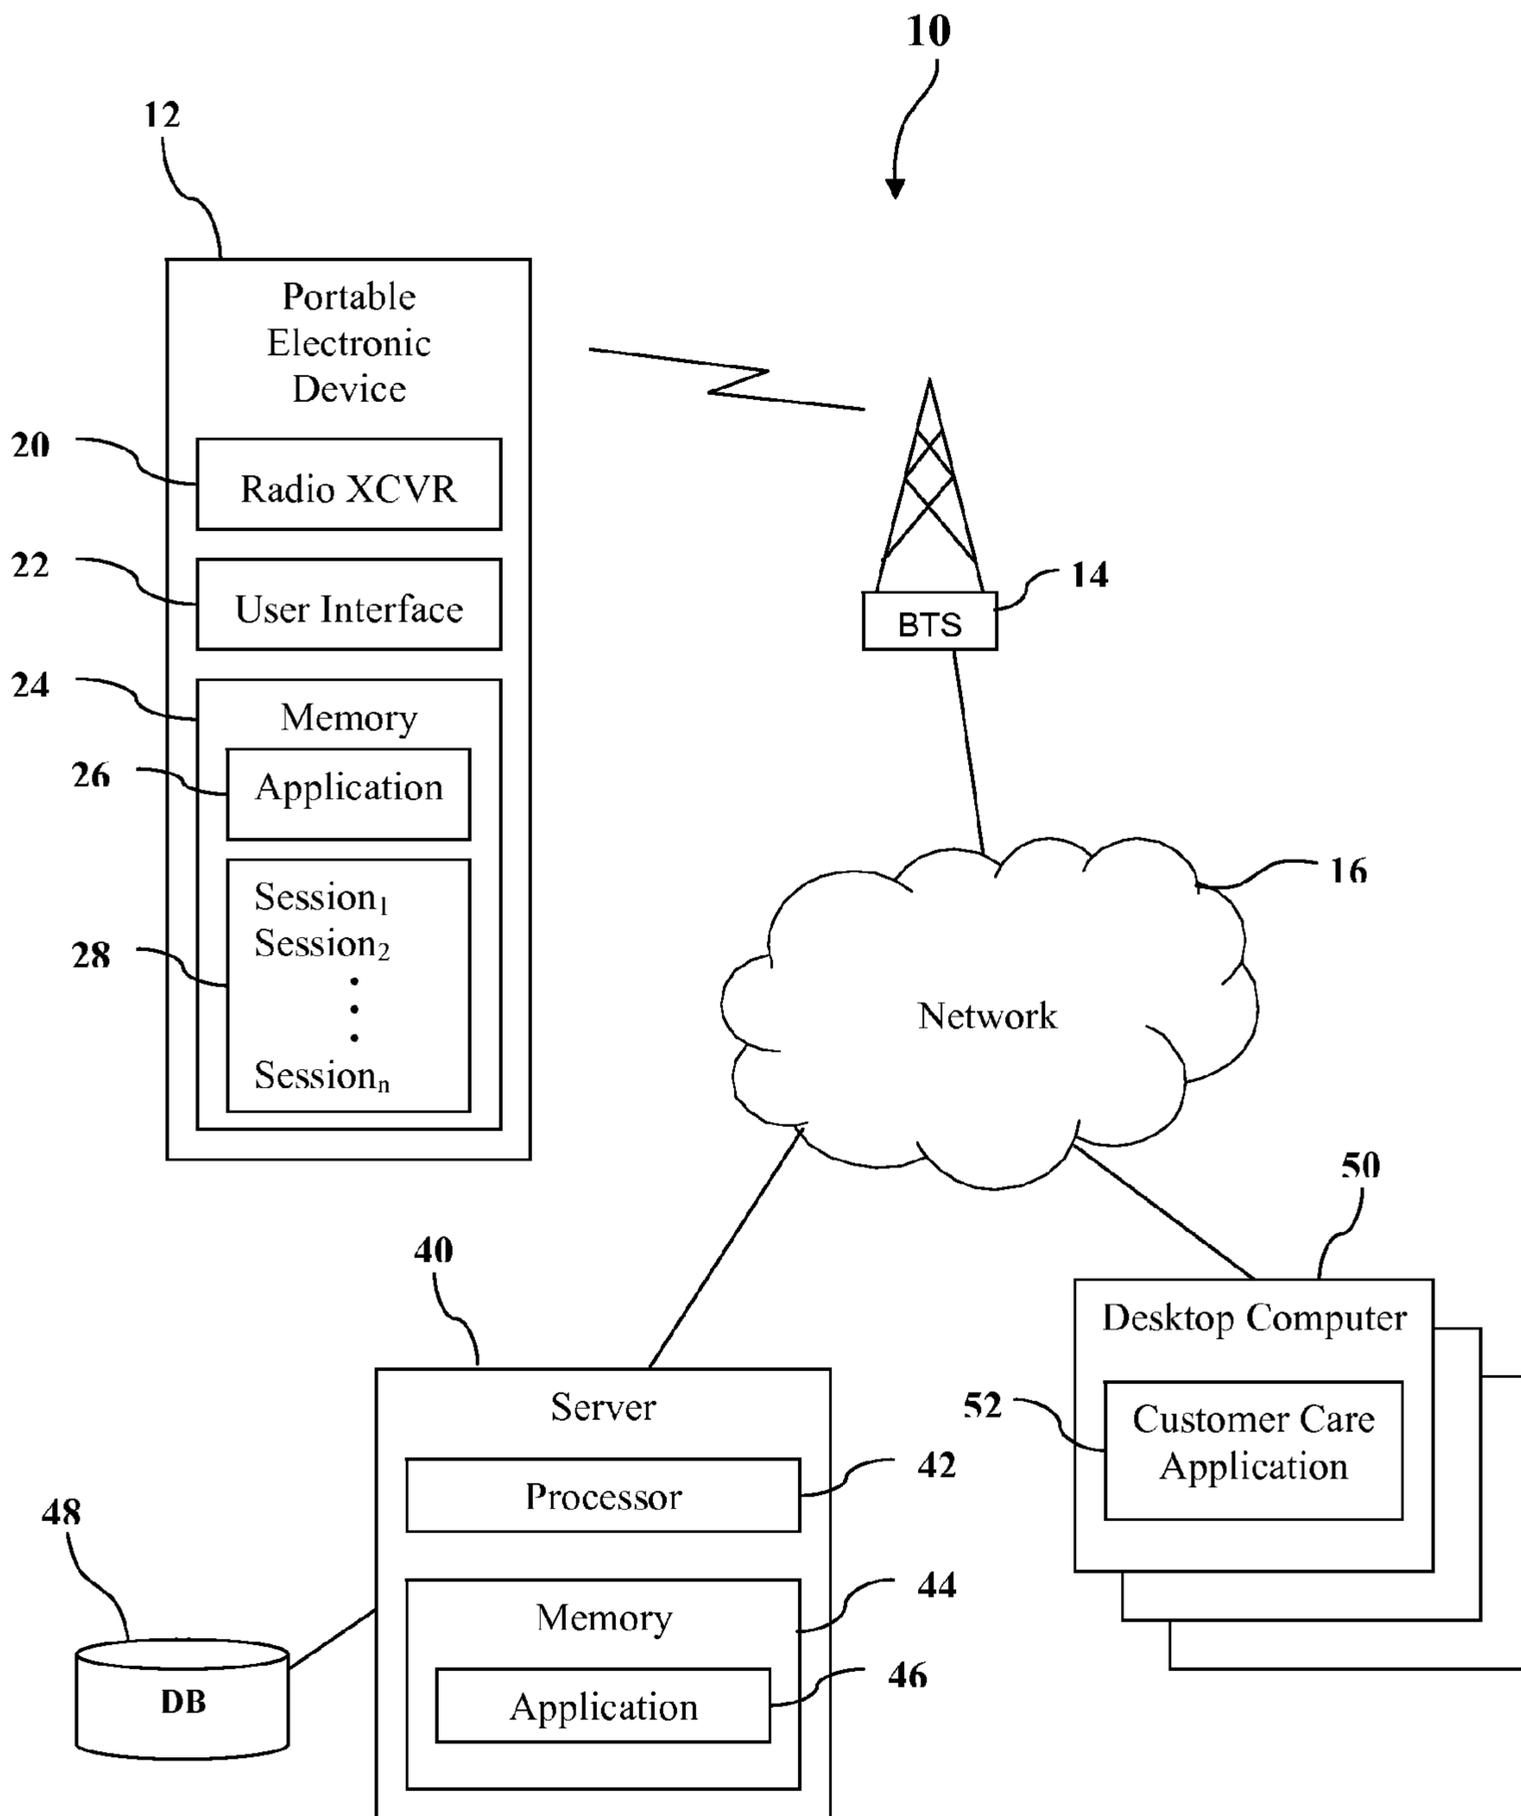 10
12
Portable
Electronic
Device
20
Radio XCVR
22
User Interface
24
Memory
26
Application
28
Session1
Session2
Sessionn
14
BTS
16
Network
40
Server
42
Processor
44
Memory
46
Application
48
DB
50
Desktop Computer
52
Customer Care
Application